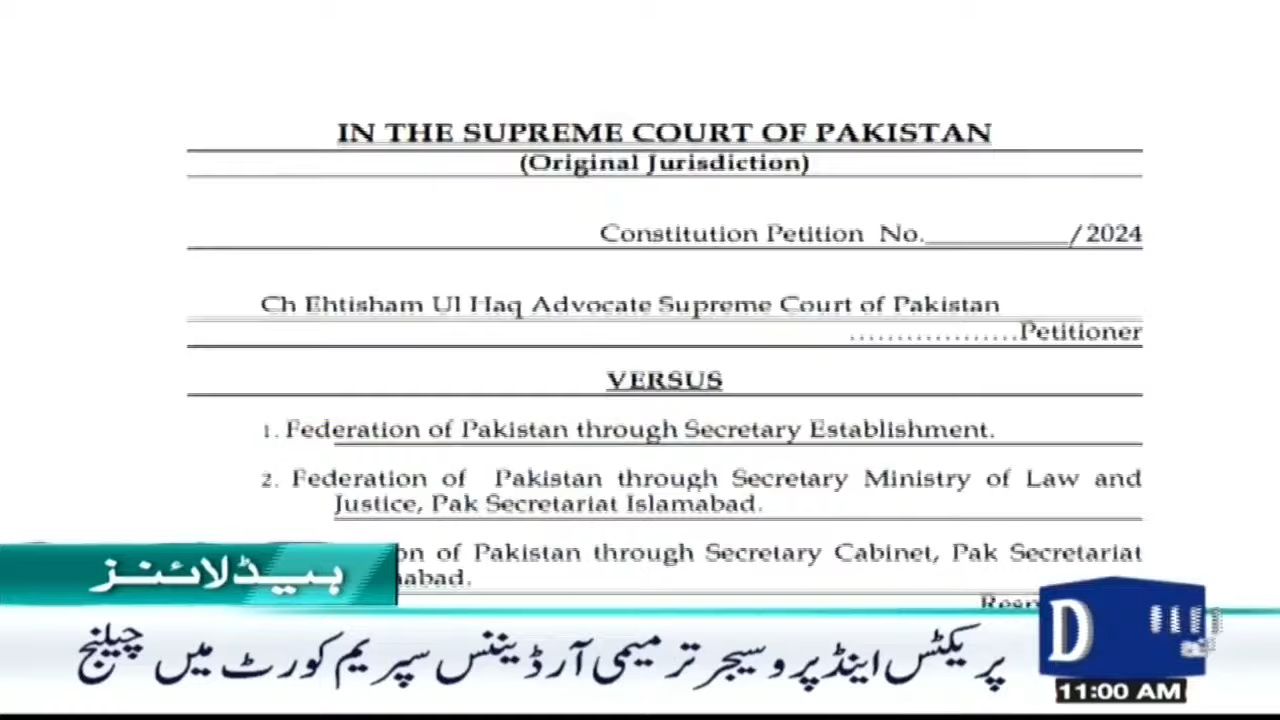 IN THE SUPREME COURT OF PAKISTAN
(Original Jurisdiction)
Constitution Petition No.__________/2024
Ch Ehtisham Ul Haq Advocate Supreme Court of Pakistan
..................Petitioner
VERSUS
1. Federation of Pakistan through Secretary Establishment.
2. Federation of Pakistan through Secretary Ministry of Law and
Justice, Pak Secretariat Islamabad.
of Pakistan through Secretary Cabinet, Pak Secretariat
ہیڈلائنز
پریکٹس اینڈ پروسیجر ترمیمی آرڈیننس سپریم کورٹ میں چیلنج
D
11:00 AM